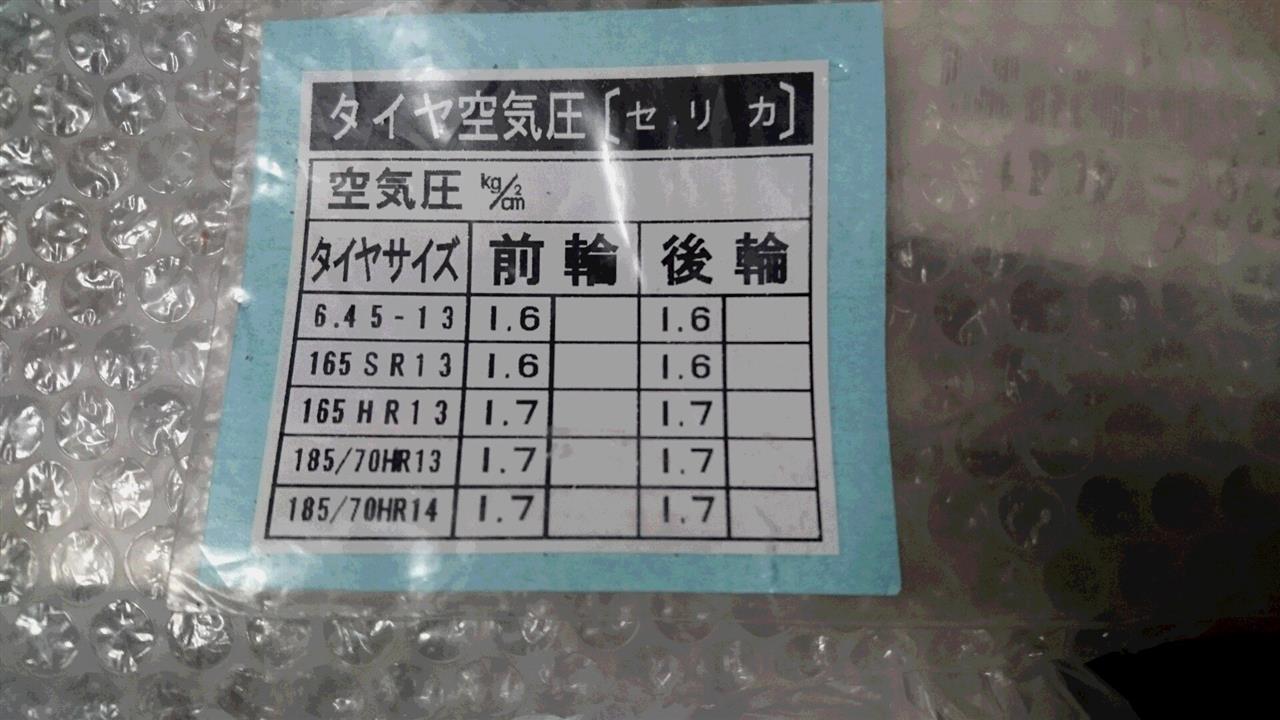 タイヤ空気圧〔セリカ〕
空気圧 kg/cm2
タイヤサイズ 前輪 後輪
6.45-13 1.6 1.6
165SR13 1.6 1.6
165HR13 1.7 1.7
185/70HR13 1.7 1.7
185/70HR14 1.7 1.7